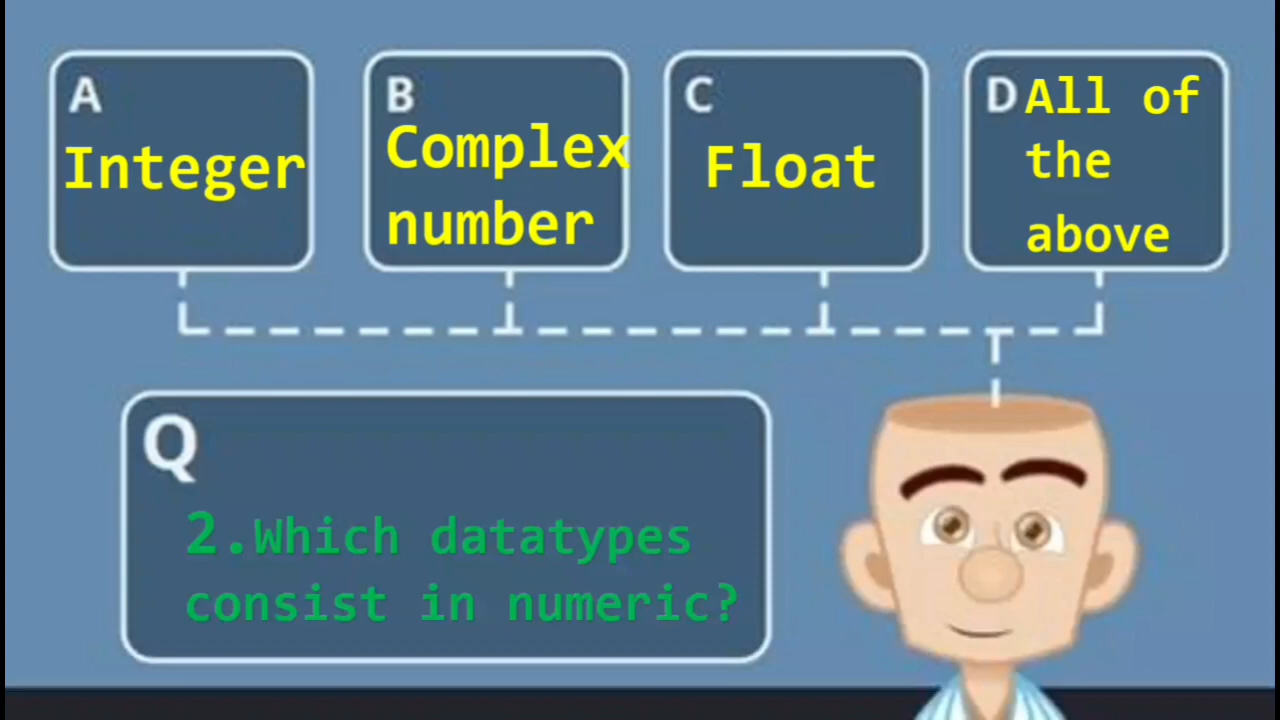 A
Integer
B
Complex
number
C
Float
D All of
the
above
Q
2.Which datatypes
consist in numeric?